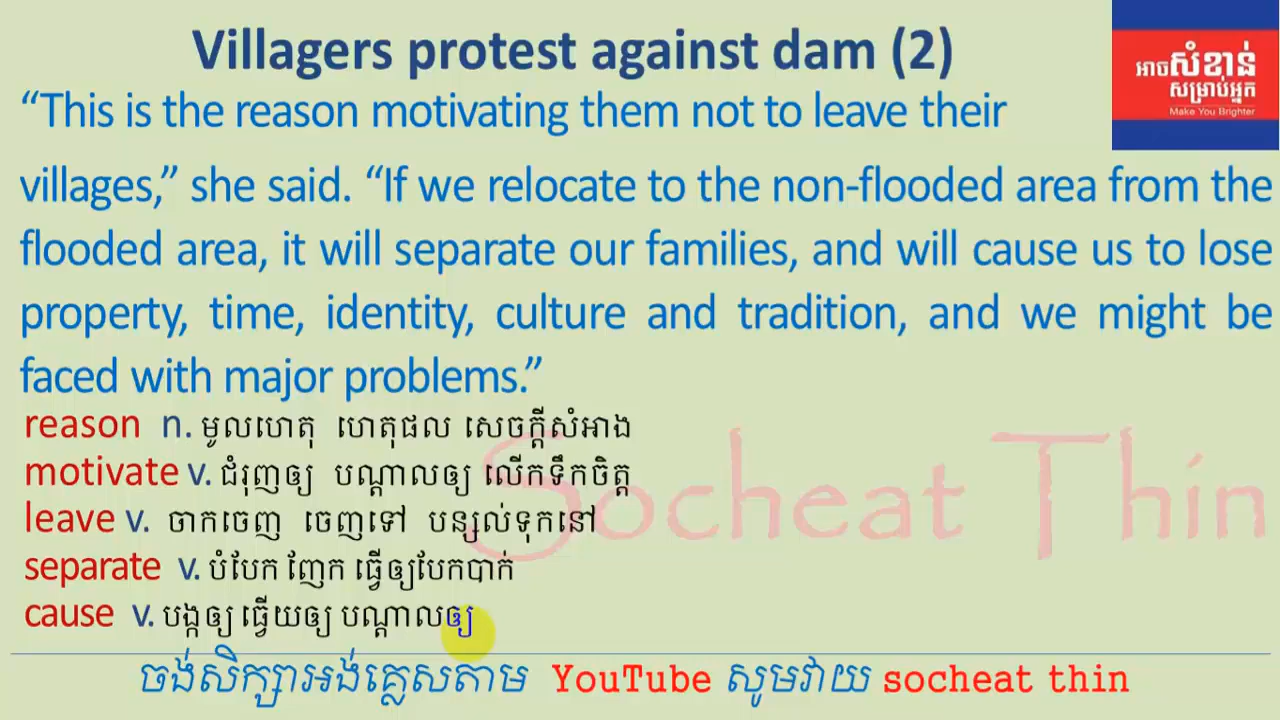 Villagers protest against dam (2)
អាចសំខាន់
សម្រាប់អ្នក
Make You Brighter
“This is the reason motivating them not to leave their
villages,” she said. “If we relocate to the non-flooded area from the
flooded area, it will separate our families, and will cause us to lose
property, time, identity, culture and tradition, and we might be
faced with major problems.”
reason n. មូលហេតុ ហេតុផល សេចក្ដីសំអាង
motivate v. ជំរុញឲ្យ បណ្ដាលឲ្យ លើកទឹកចិត្ត
leave v. ចាកចេញ ចេញទៅ បន្សល់ទុកនៅ
separate v. បំបែក ញែក ធ្វើឲ្យបែកបាក់
cause v. បង្កឲ្យ ធ្វើយឲ្យ បណ្ដាលឲ្យ
Socheat Thin
ចង់សិក្សាអង់គ្លេសតាម YouTube សូមវាយ socheat thin